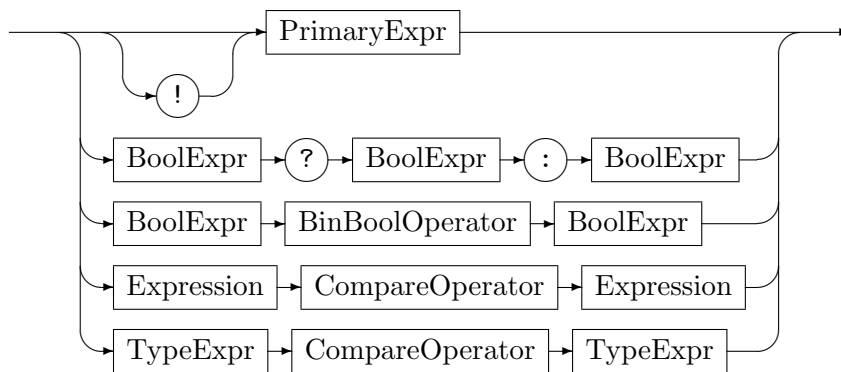 PrimaryExpr
!
BoolExpr ? BoolExpr : BoolExpr
BoolExpr BinBoolOperator BoolExpr
Expression CompareOperator Expression
TypeExpr CompareOperator TypeExpr